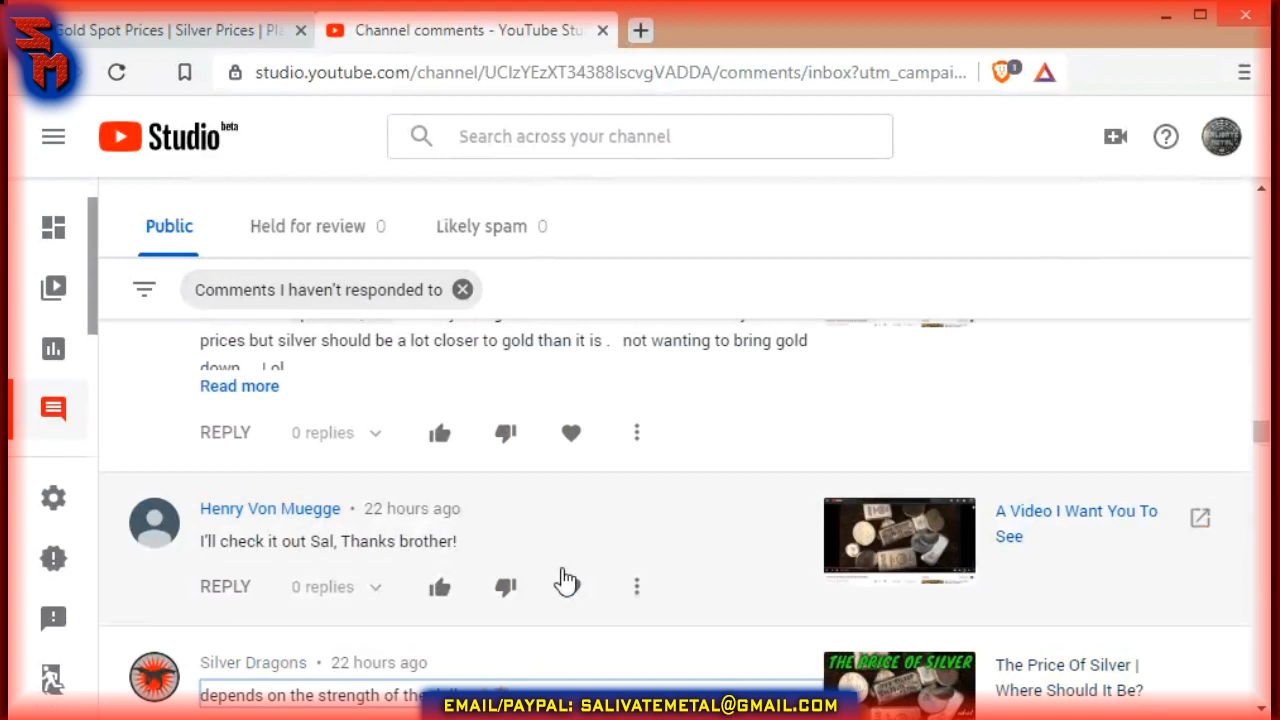 SM
Gold Spot Prices | Silver Prices | Pl
Channel comments - YouTube Stu
studio.youtube.com/channel/UCIzYEzXT34388IscvgVADDA/comments/inbox?utm_campai...
1
Studio beta
Search across your channel
Public
Held for review 0
Likely spam 0
Comments I haven't responded to
prices but silver should be a lot closer to gold than it is . not wanting to bring gold
down.... Lol
Read more
REPLY
0 replies
Henry Von Muegge • 22 hours ago
I'll check it out Sal, Thanks brother!
A Video I Want You To
See
REPLY
0 replies
Silver Dragons • 22 hours ago
depends on the strength of the
THE PRICE OF SILVER
The Price Of Silver |
Where Should It Be?
EMAIL/PAYPAL: SALIVATEMETAL@GMAIL.COM